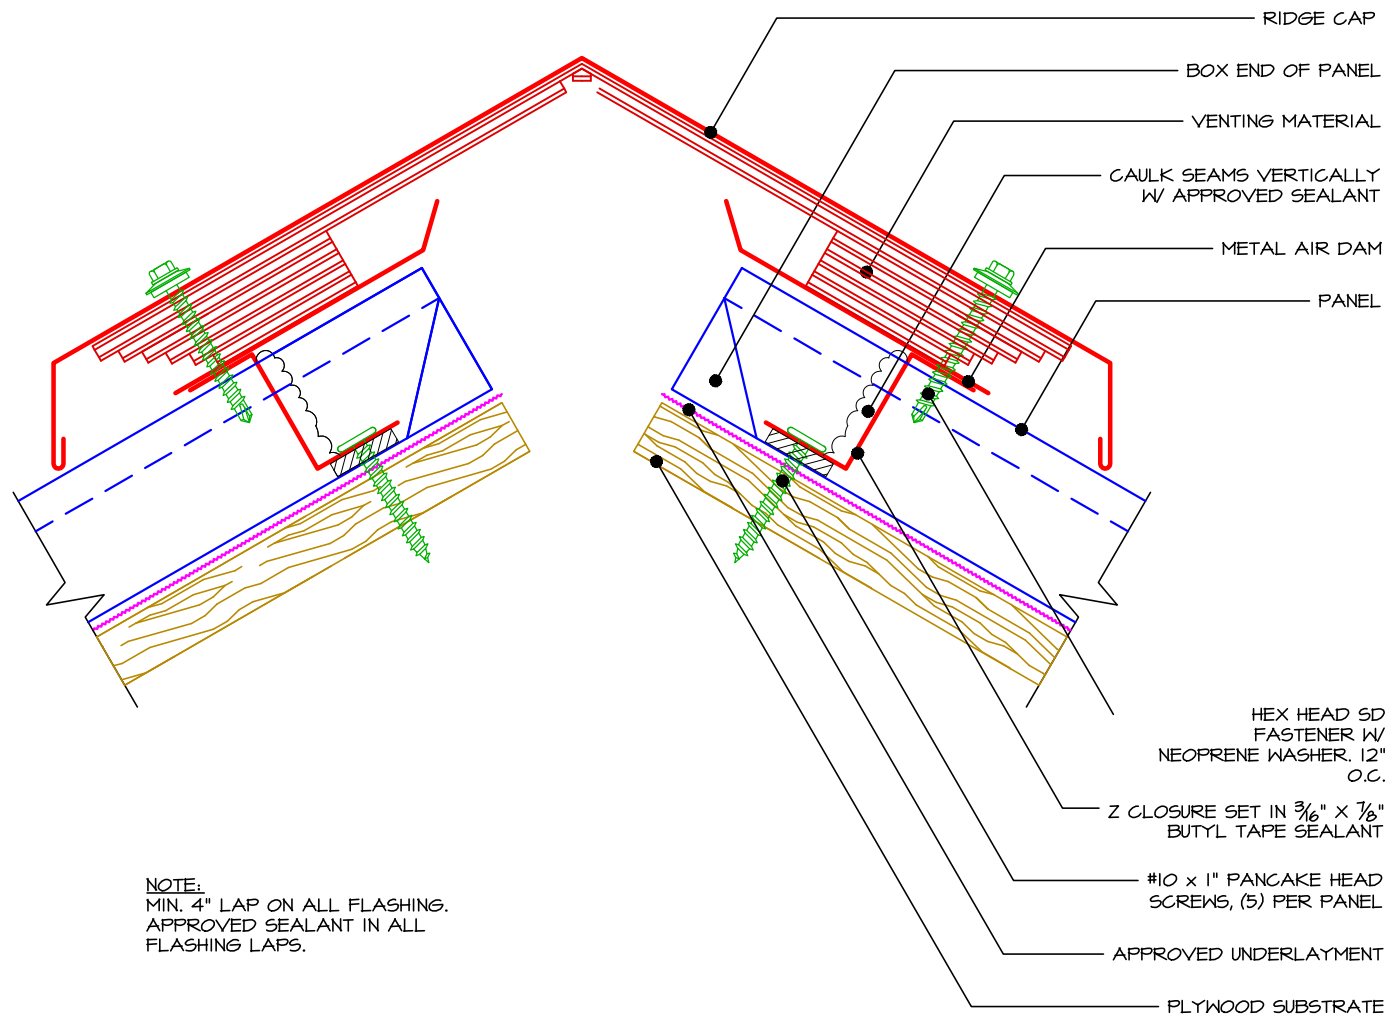 RIDGE CAP
BOX END OF PANEL
VENTING MATERIAL
CAULK SEAMS VERTICALLY
W/ APPROVED SEALANT
METAL AIR DAM
PANEL
HEX HEAD SD
FASTENER W/
NEOPRENE WASHER. 12"
O.C.
Z CLOSURE SET IN 3/16" X 7/8"
BUTYL TAPE SEALANT
#10 x 1" PANCAKE HEAD
SCREWS, (5) PER PANEL
APPROVED UNDERLAYMENT
PLYWOOD SUBSTRATE
NOTE:
MIN. 4" LAP ON ALL FLASHING.
APPROVED SEALANT IN ALL
FLASHING LAPS.